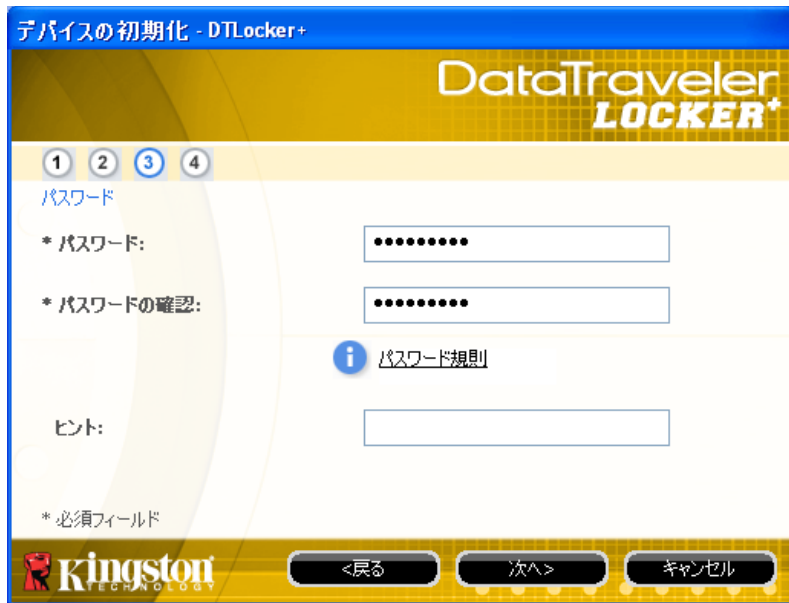 デバイスの初期化 - DTLocker+
DataTraveler
LOCKER+
1 2 3 4
パスワード
* パスワード: •••••••••
* パスワードの確認: •••••••••
i パスワード規則
ヒント:
* 必須フィールド
Kingston
TECHNOLOGY
<戻る 次へ> キャンセル